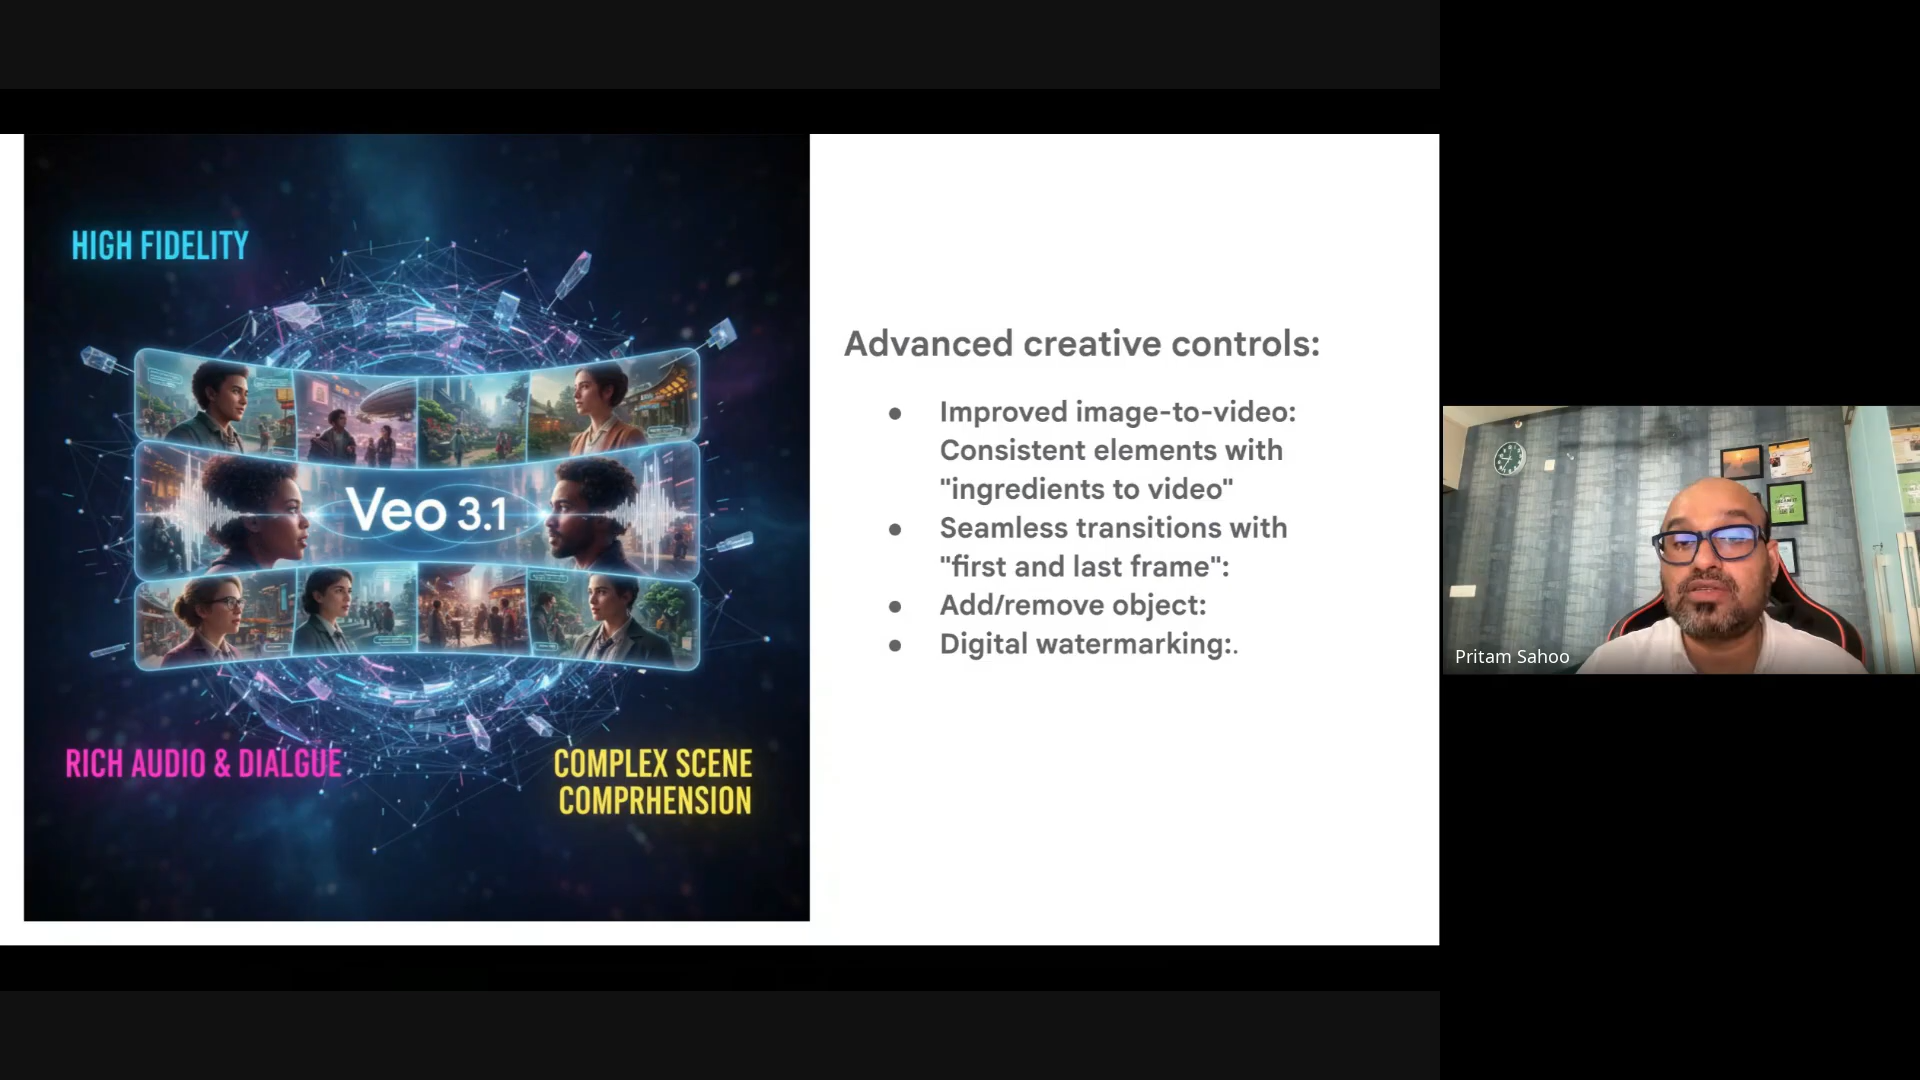 HIGH FIDELITY
Veo 3.1
RICH AUDIO & DIALGUE
COMPLEX SCENE
COMPRHENSION
Advanced creative controls:
● Improved image-to-video:
Consistent elements with
"ingredients to video"
● Seamless transitions with
"first and last frame":
● Add/remove object:
● Digital watermarking:.
Pritam Sahoo